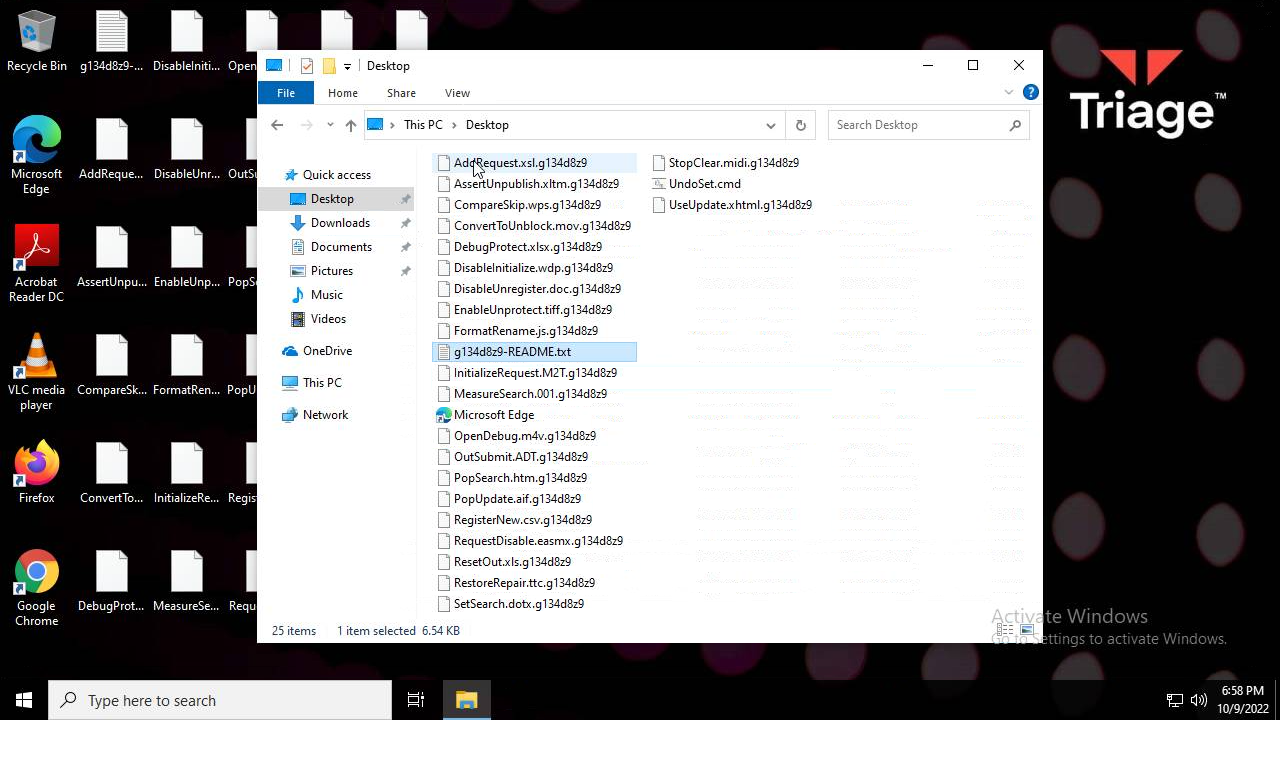 Desktop
File Home Share View
This PC Desktop
Search Desktop
Quick access
Desktop
Downloads
Documents
Pictures
Music
Videos
OneDrive
This PC
Network
AddRequest.xsl.g134d8z9
AssertUnpublish.xltm.g134d8z9
CompareSkip.wps.g134d8z9
ConvertToUnblock.mov.g134d8z9
DebugProtect.xlsx.g134d8z9
DisableInitialize.wdp.g134d8z9
DisableUnregister.doc.g134d8z9
EnableUnprotect.tiff.g134d8z9
FormatRename.js.g134d8z9
g134d8z9-README.txt
InitializeRequest.M2T.g134d8z9
MeasureSearch.001.g134d8z9
Microsoft Edge
OpenDebug.m4v.g134d8z9
OutSubmit.ADT.g134d8z9
PopSearch.htm.g134d8z9
PopUpdate.aif.g134d8z9
RegisterNew.csv.g134d8z9
RequestDisable.easmx.g134d8z9
ResetOut.xls.g134d8z9
RestoreRepair.ttc.g134d8z9
SetSearch.dotx.g134d8z9
StopClear.midi.g134d8z9
UndoSet.cmd
UseUpdate.xhtml.g134d8z9
25 items 1 item selected 6.54 KB
Recycle Bin g134d8z9-... DisableIniti... Open
Microsoft
Edge
AddReque... DisableUnr... OutSu
Acrobat
Reader DC
AssertUnpu... EnableUnp... PopSe
VLC media
player
CompareSk... FormatRen... PopU
Firefox ConvertTo... InitializeRe... Regis
Google
Chrome
DebugProt... MeasureSe... Requ
Triage™
Activate Windows
Go to Settings to activate Windows.
Type here to search
6:58 PM
10/9/2022